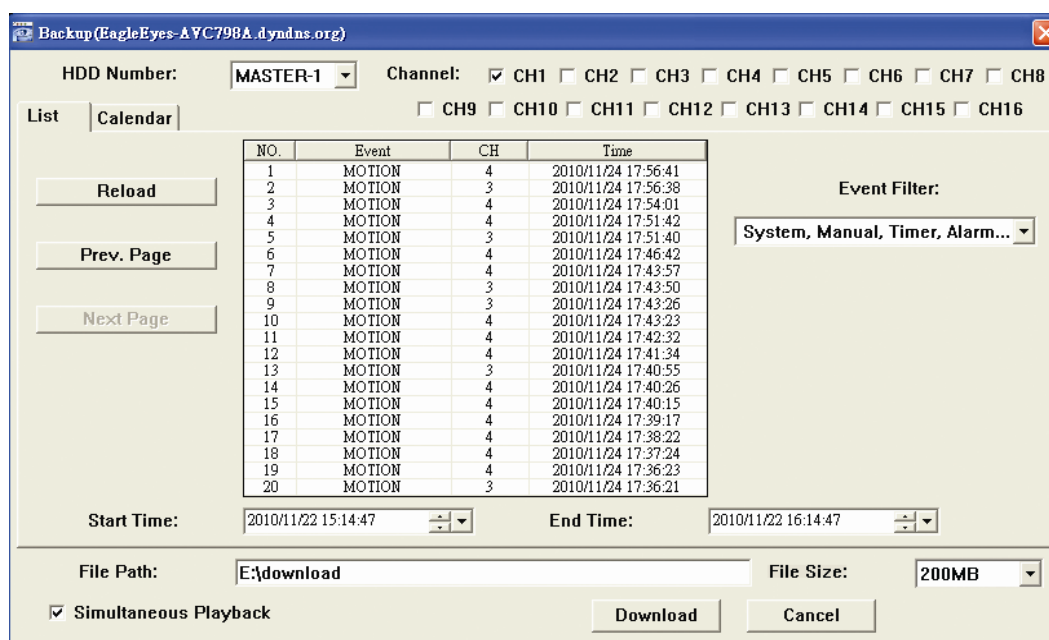 Backup(EagleEyes-AVC798A.dyndns.org)
HDD Number: MASTER-1 Channel: CH1 CH2 CH3 CH4 CH5 CH6 CH7 CH8
CH9 CH10 CH11 CH12 CH13 CH14 CH15 CH16
List Calendar
NO. Event CH Time
1 MOTION 4 2010/11/24 17:56:41
2 MOTION 3 2010/11/24 17:56:38
3 MOTION 4 2010/11/24 17:54:01
4 MOTION 4 2010/11/24 17:51:42
5 MOTION 3 2010/11/24 17:51:40
6 MOTION 4 2010/11/24 17:46:42
7 MOTION 4 2010/11/24 17:43:57
8 MOTION 3 2010/11/24 17:43:50
9 MOTION 3 2010/11/24 17:43:26
10 MOTION 4 2010/11/24 17:43:23
11 MOTION 4 2010/11/24 17:42:32
12 MOTION 4 2010/11/24 17:41:34
13 MOTION 3 2010/11/24 17:40:55
14 MOTION 4 2010/11/24 17:40:26
15 MOTION 4 2010/11/24 17:40:15
16 MOTION 4 2010/11/24 17:39:17
17 MOTION 4 2010/11/24 17:38:22
18 MOTION 4 2010/11/24 17:37:24
19 MOTION 4 2010/11/24 17:36:23
20 MOTION 3 2010/11/24 17:36:21
Reload
Prev. Page
Next Page
Event Filter:
System, Manual, Timer, Alarm...
Start Time: 2010/11/22 15:14:47 End Time: 2010/11/22 16:14:47
File Path: E:\download File Size: 200MB
Simultaneous Playback Download Cancel